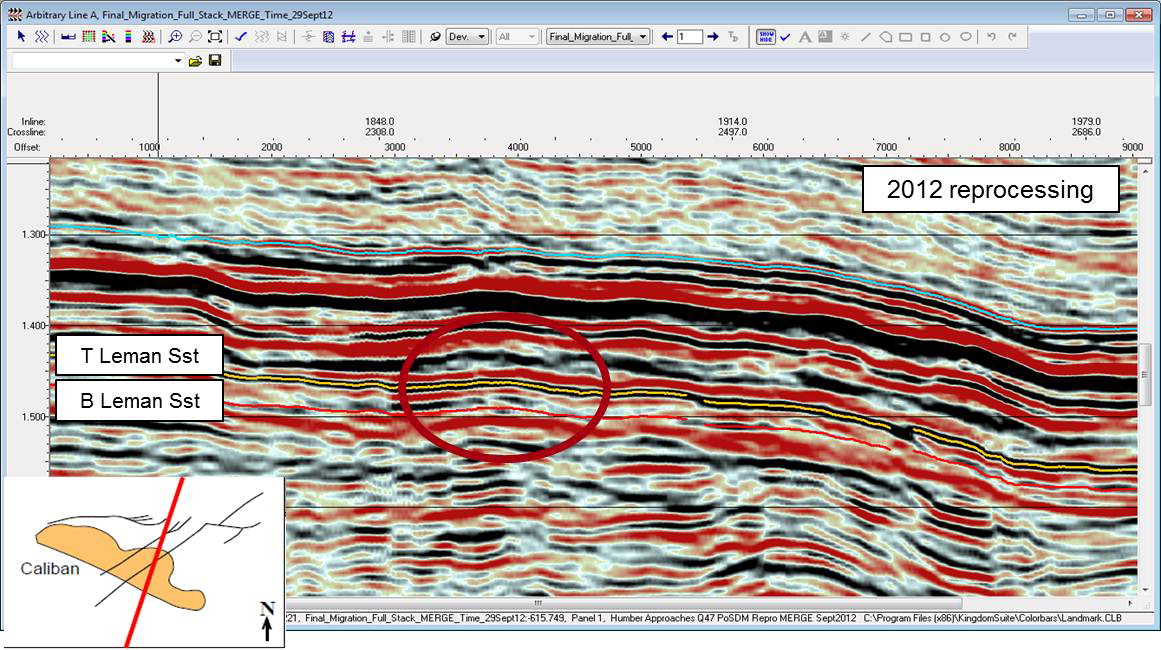 Arbitrary Line A, Final_Migration_Full_Stack_MERGE_Time_29Sept12
Dev. All Final_Migration_Full_ 1 SHOW HIDE A A
Inline: 1848.0 1914.0 1979.0
Crossline: 2308.0 2497.0 2686.0
Offset: 1000 2000 3000 4000 5000 6000 7000 8000 9000
2012 reprocessing
1.300
1.400
T Leman Sst
B Leman Sst
1.500
Caliban
N
21, Final_Migration_Full_Stack_MERGE_Time_29Sept12:-615.749, Panel 1, Humber Approaches Q47 PoSDM Repro MERGE Sept2012 C:\Program Files (x86)\KingdomSuite\Colorbars\Landmark.CLB